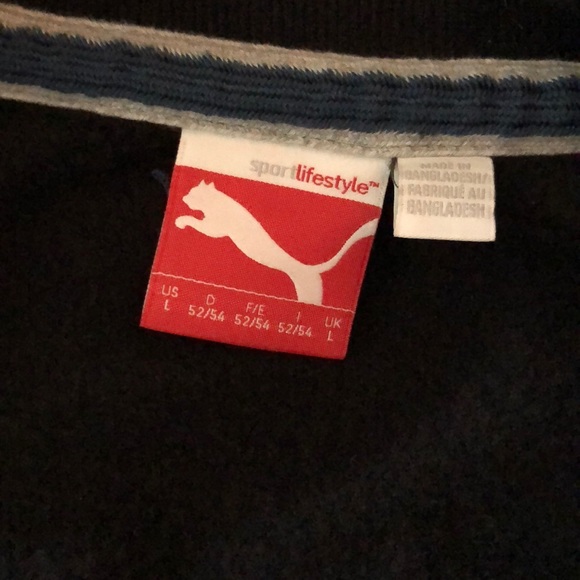 sportlifestyle™
US D F/E I UK
L 52/54 52/54 52/54 L
MADE IN
BANGLADESH/
FABRIQUÉ AU
BANGLADESH